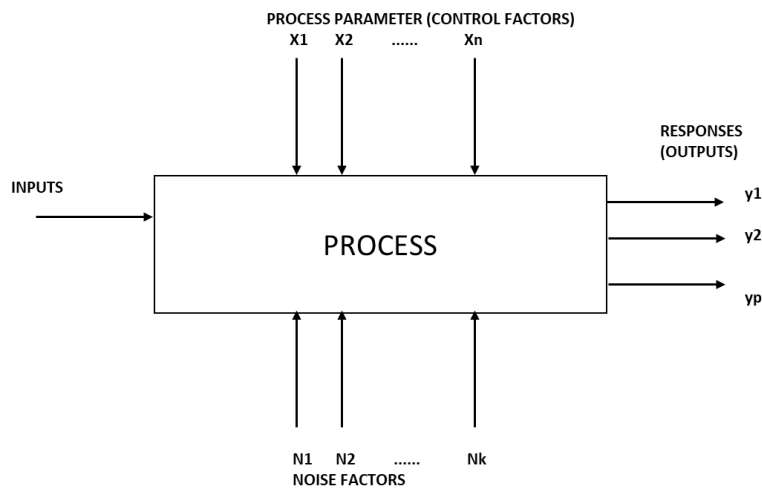 PROCESS PARAMETER (CONTROL FACTORS)
X1 X2 ...... Xn
RESPONSES
(OUTPUTS)
INPUTS
y1
PROCESS
y2
yp
N1 N2 ...... Nk
NOISE FACTORS